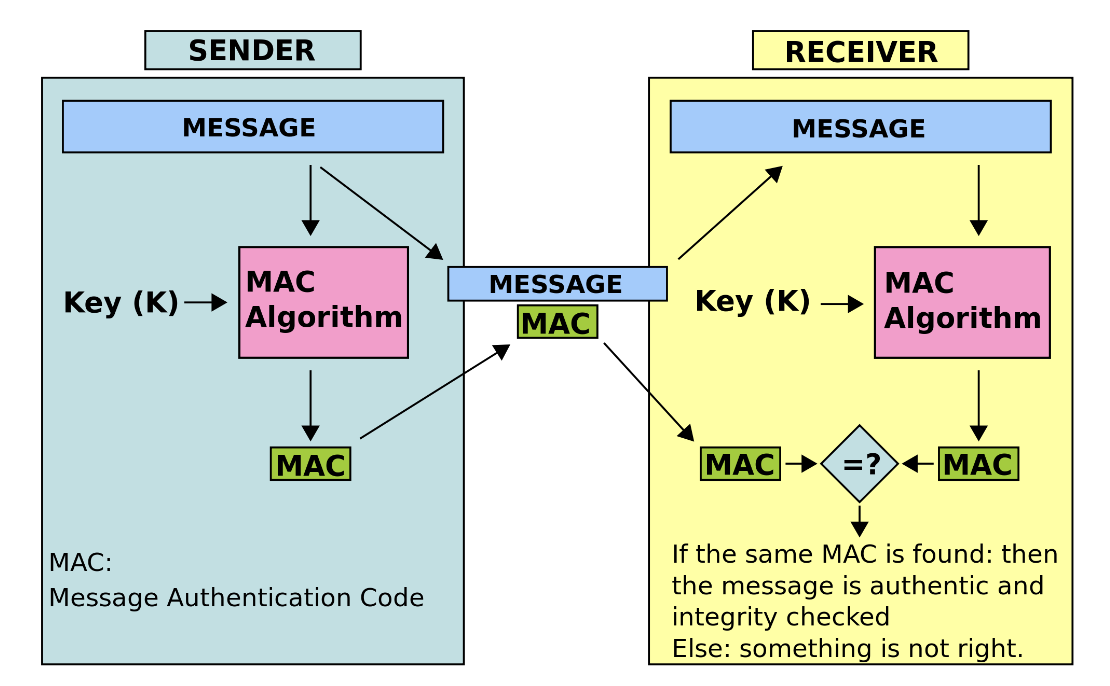 SENDER
MESSAGE
Key (K)
MAC
Algorithm
MAC
MAC:
Message Authentication Code
MESSAGE
MAC
RECEIVER
MESSAGE
Key (K)
MAC
Algorithm
MAC
=?
MAC
If the same MAC is found: then
the message is authentic and
integrity checked
Else: something is not right.